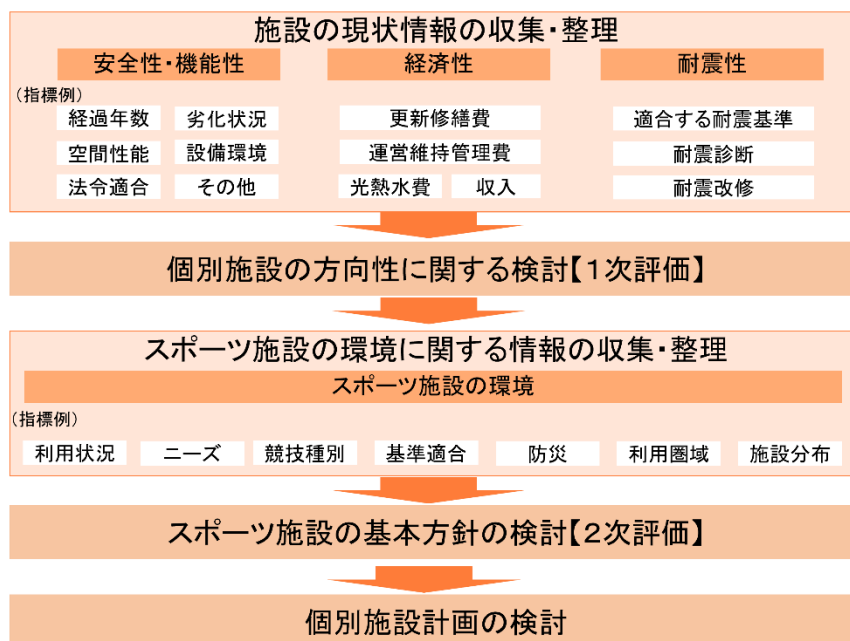 施設の現状情報の収集・整理
安全性・機能性 経済性 耐震性
（指標例）
経過年数 劣化状況 更新修繕費 適合する耐震基準
空間性能 設備環境 運営維持管理費 耐震診断
法令適合 その他 光熱水費 収入 耐震改修
個別施設の方向性に関する検討【１次評価】
スポーツ施設の環境に関する情報の収集・整理
スポーツ施設の環境
（指標例）
利用状況 ニーズ 競技種別 基準適合 防災 利用圏域 施設分布
スポーツ施設の基本方針の検討【２次評価】
個別施設計画の検討